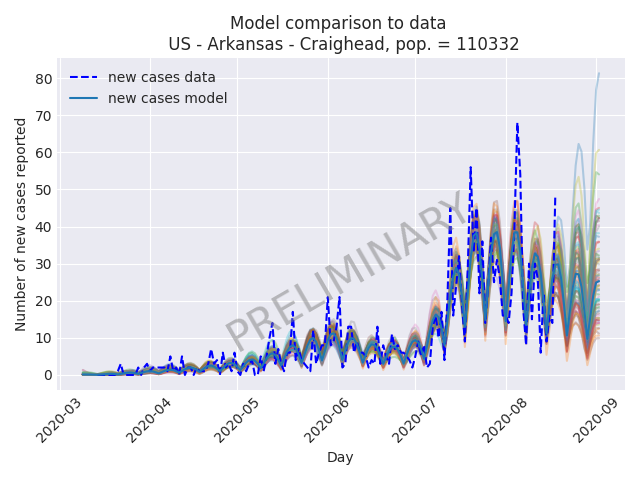 Model comparison to data
US - Arkansas - Craighead, pop. = 110332
new cases data
new cases model
PRELIMINARY
Number of new cases reported
80
70
60
50
40
30
20
10
0
2020-03
2020-04
2020-05
2020-06
2020-07
2020-08
2020-09
Day